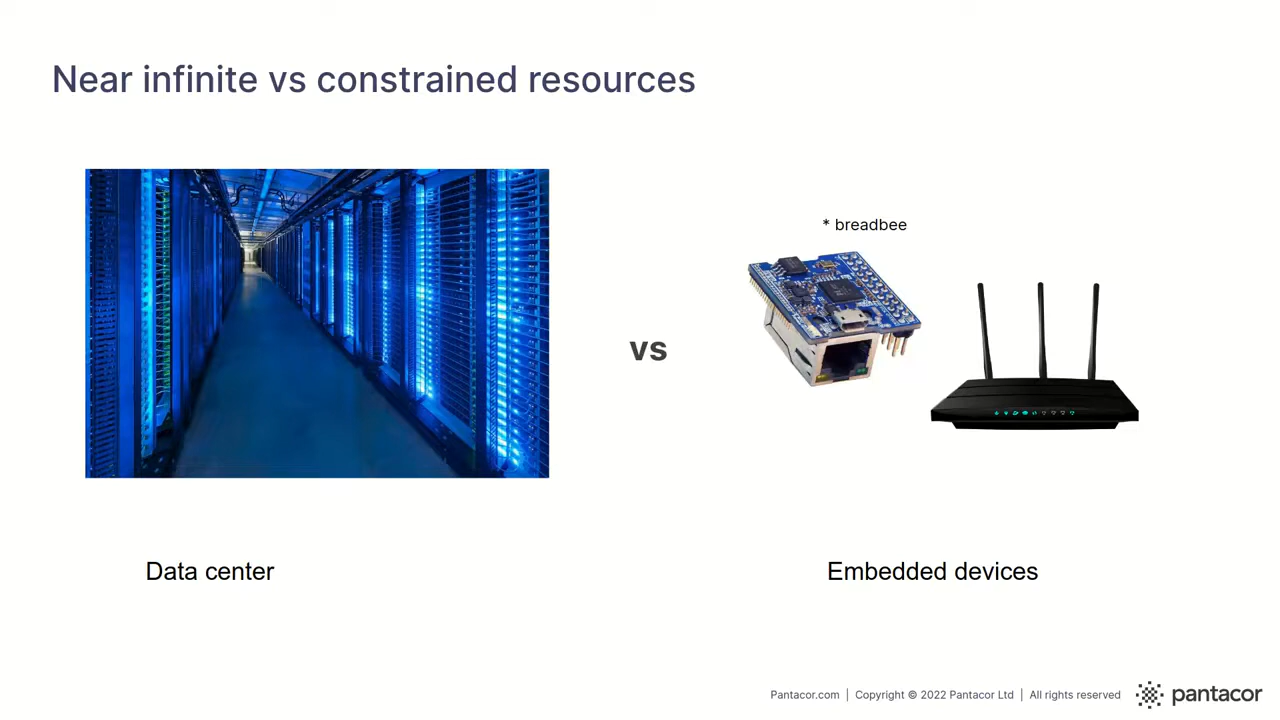 Near infinite vs constrained resources
* breadbee
vs
Data center
Embedded devices
Pantacor.com | Copyright © 2022 Pantacor Ltd | All rights reserved
pantacor